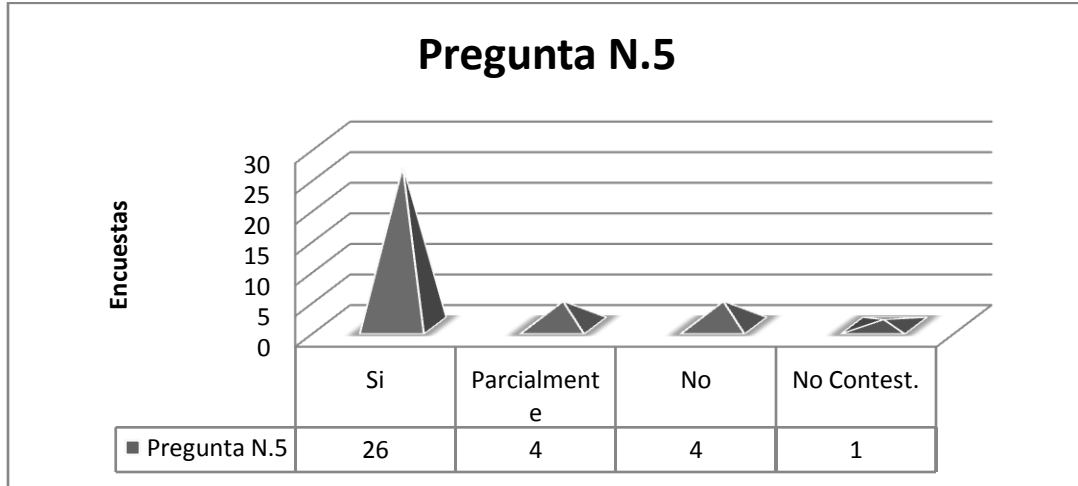 Pregunta N.5
Encuestas
30
25
20
15
10
5
0
Si
Parcialment
e
No
No Contest.
Pregunta N.5 26 4 4 1